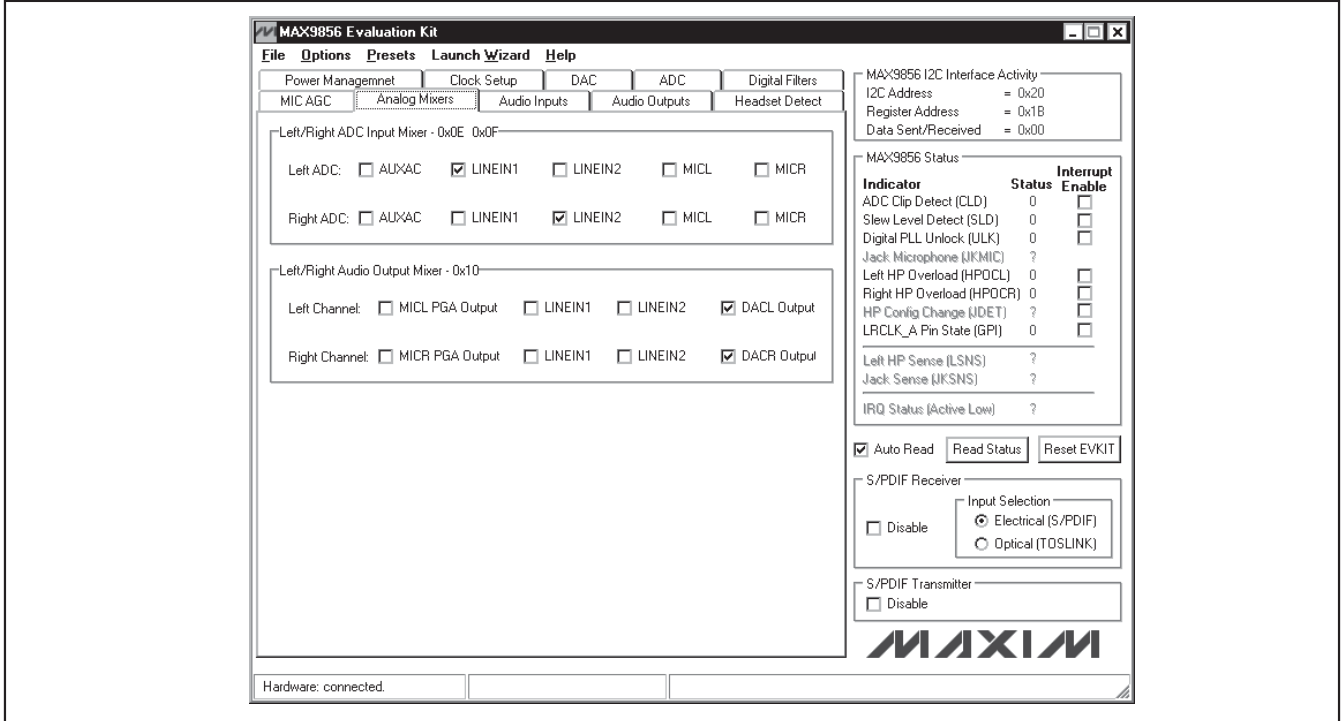 MAX9856 Evaluation Kit
File Options Presets Launch Wizard Help
Power Managemnet Clock Setup DAC ADC Digital Filters
MIC AGC Analog Mixers Audio Inputs Audio Outputs Headset Detect
Left/Right ADC Input Mixer - 0x0E 0x0F
Left ADC: AUXAC LINEIN1 LINEIN2 MICL MICR
Right ADC: AUXAC LINEIN1 LINEIN2 MICL MICR
Left/Right Audio Output Mixer - 0x10
Left Channel: MICL PGA Output LINEIN1 LINEIN2 DACL Output
Right Channel: MICR PGA Output LINEIN1 LINEIN2 DACR Output
MAX9856 I2C Interface Activity
I2C Address = 0x20
Register Address = 0x1B
Data Sent/Received = 0x00
MAX9856 Status
Indicator Status Interrupt Enable
ADC Clip Detect (CLD) 0
Slew Level Detect (SLD) 0
Digital PLL Unlock (ULK) 0
Jack Microphone (JKMIC) ?
Left HP Overload (HPOCL) 0
Right HP Overload (HPOCR) 0
HP Config Change (JDET) ?
LRCLK_A Pin State (GPI) 0
Left HP Sense (LSNS) ?
Jack Sense (JKSNS) ?
IRQ Status (Active Low) ?
Auto Read Read Status Reset EVKIT
S/PDIF Receiver
Input Selection
Disable
Electrical (S/PDIF)
Optical (TOSLINK)
S/PDIF Transmitter
Disable
MAXIM
Hardware: connected.